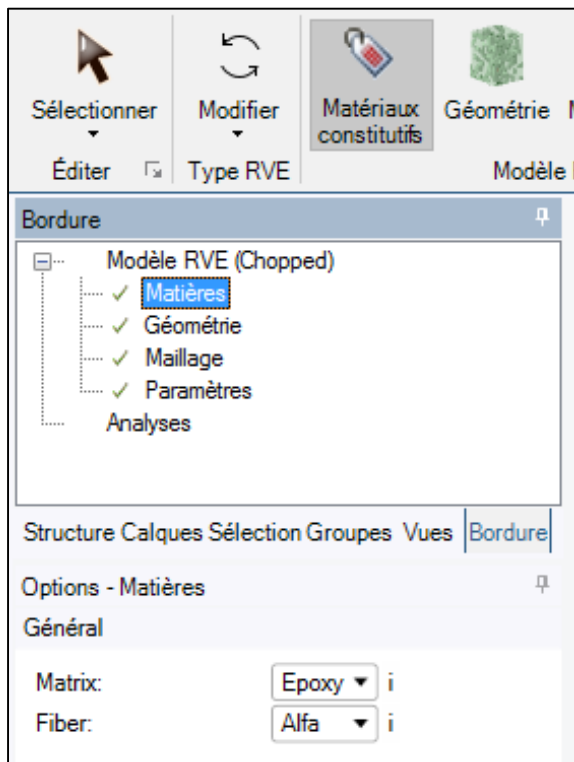 Sélectionner Modifier Matériaux constitutifs Géométrie
Éditer Type RVE Modèle
Bordure
Modèle RVE (Chopped)
Matières
Géométrie
Maillage
Paramètres
Analyses
Structure Calques Sélection Groupes Vues Bordure
Options - Matières
Général
Matrix: Epoxy i
Fiber: Alfa i